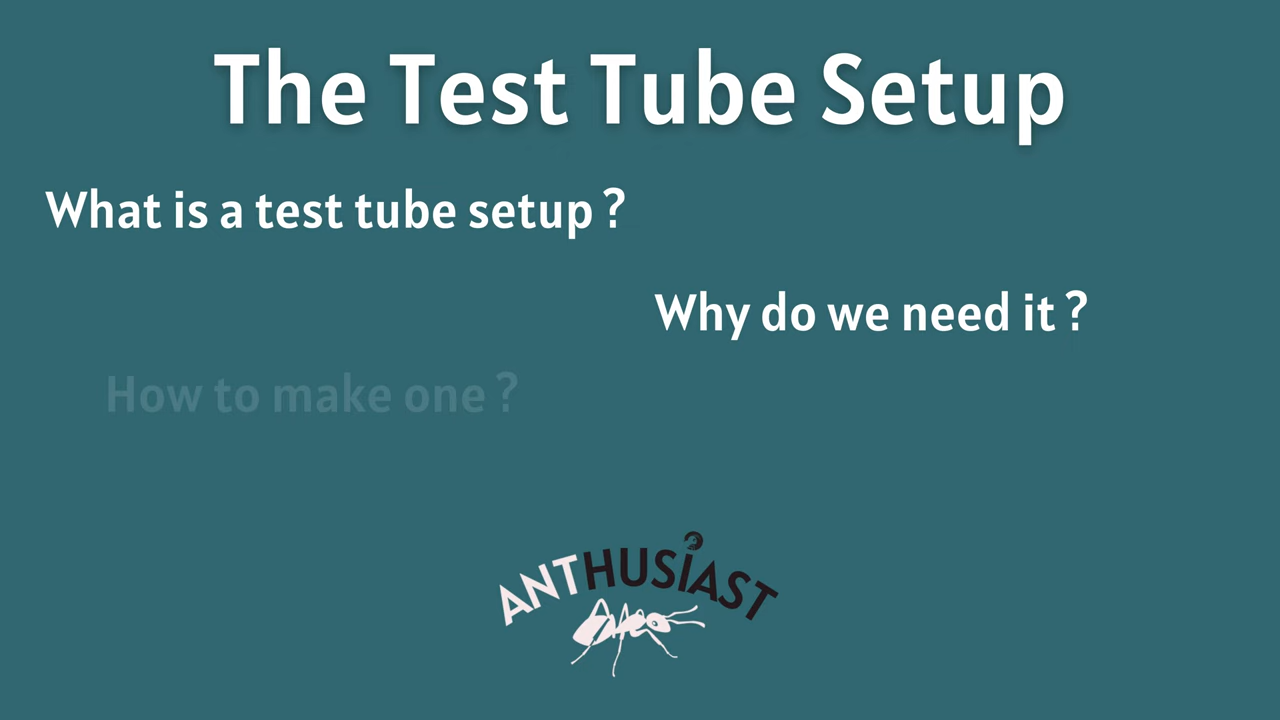 The Test Tube Setup
What is a test tube setup ?
Why do we need it ?
How to make one ?
ANTHUSIAST